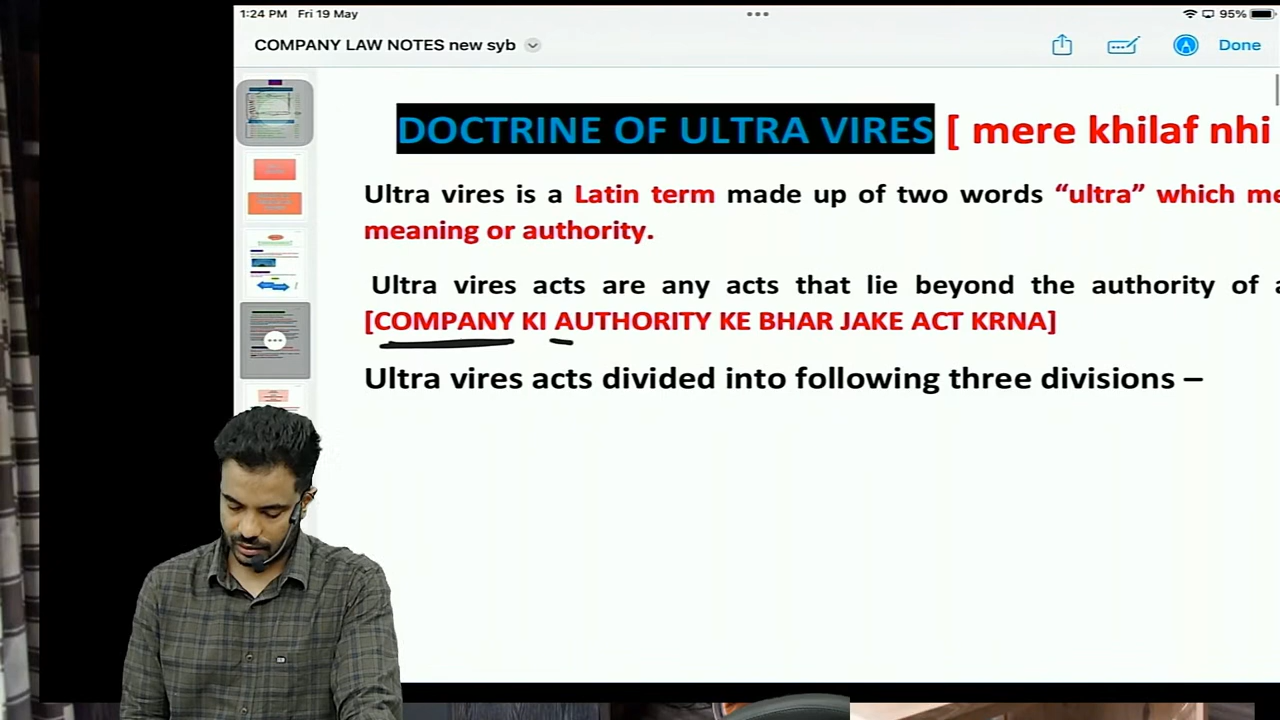 1:24 PM Fri 19 May
95%
COMPANY LAW NOTES new syb
Done
DOCTRINE OF ULTRA VIRES [ mere khilaf nhi
Ultra vires is a Latin term made up of two words “ultra” which me
meaning or authority.
Ultra vires acts are any acts that lie beyond the authority of a
[COMPANY KI AUTHORITY KE BHAR JAKE ACT KRNA]
Ultra vires acts divided into following three divisions –